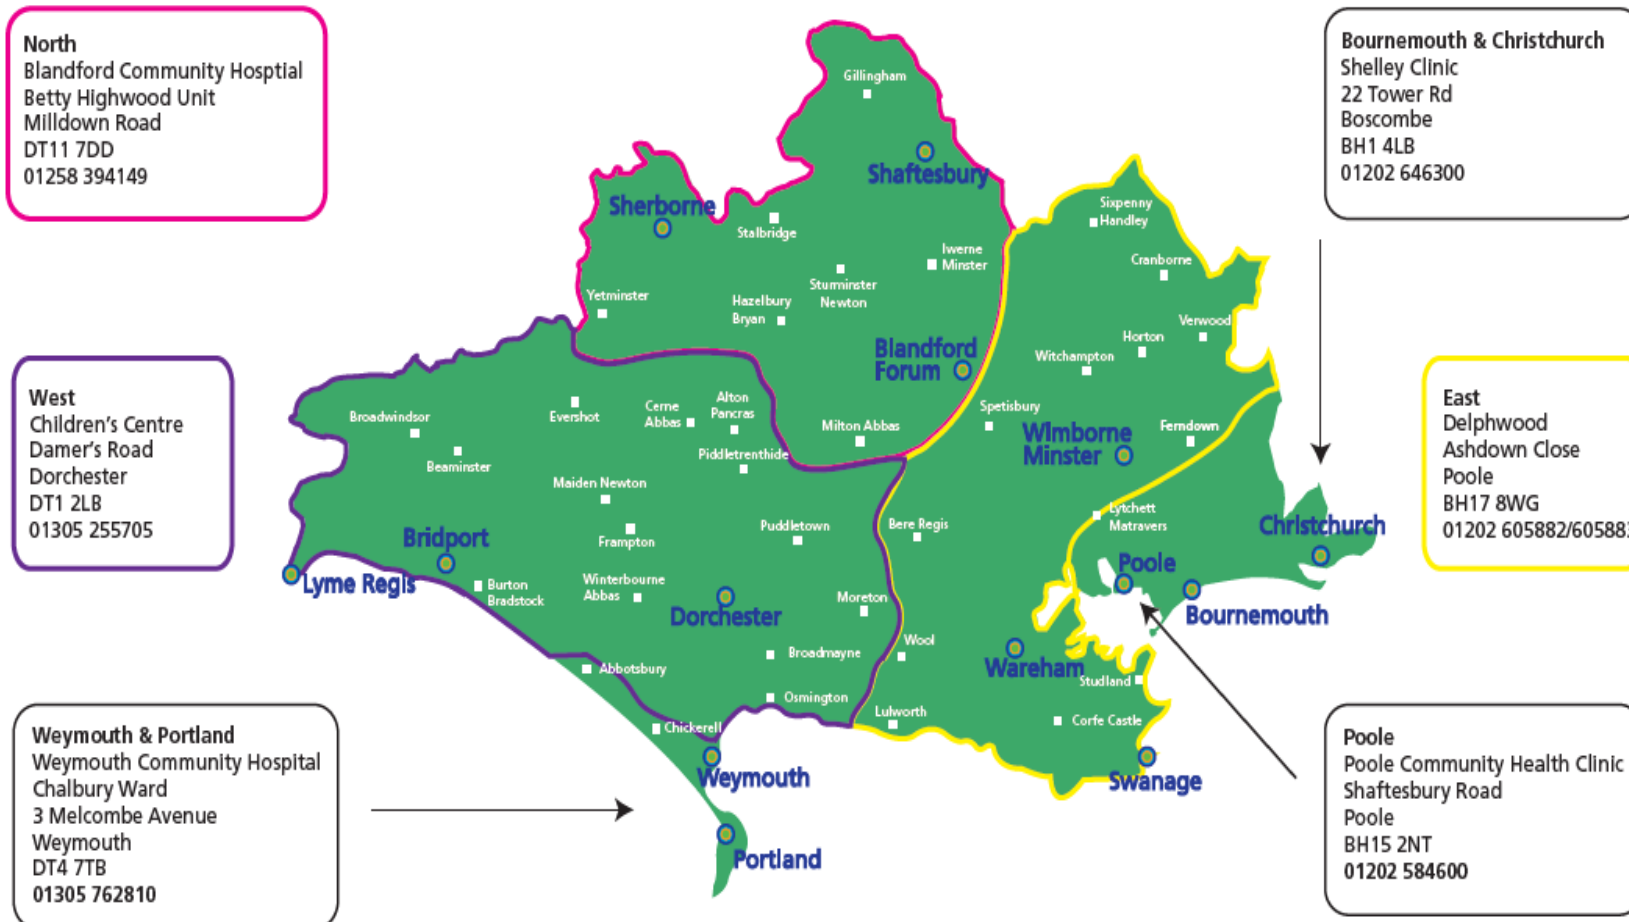 North
Blandford Community Hosptial
Betty Highwood Unit
Milldown Road
DT11 7DD
01258 394149
Bournemouth & Christchurch
Shelley Clinic
22 Tower Rd
Boscombe
BH1 4LB
01202 646300
West
Children's Centre
Damer's Road
Dorchester
DT1 2LB
01305 255705
East
Delphwood
Ashdown Close
Poole
BH17 8WG
01202 605882/605883
Weymouth & Portland
Weymouth Community Hospital
Chalbury Ward
3 Melcombe Avenue
Weymouth
DT4 7TB
01305 762810
Poole
Poole Community Health Clinic
Shaftesbury Road
Poole
BH15 2NT
01202 584600
Gillingham
Shaftesbury
Sherborne
Stalbridge
Iwerne
Minster
Sturminster
Newton
Yetminster
Hazelbury
Bryan
Blandford
Forum
Milton Abbas
Sixpenny
Handley
Cranborne
Verwood
Horton
Witchampton
Spetisbury
Wimborne
Minster
Ferndown
Lytchett
Matravers
Christchurch
Poole
Bournemouth
Broadwindsor
Beaminster
Evershot
Cerne
Abbas
Alton
Pancras
Piddletrenthide
Maiden Newton
Frampton
Puddletown
Bere Regis
Bridport
Lyme Regis
Burton
Bradstock
Winterbourne
Abbas
Dorchester
Moreton
Wool
Wareham
Studland
Abbotsbury
Broadmayne
Osmington
Chickerell
Lulworth
Corfe Castle
Swanage
Weymouth
Portland